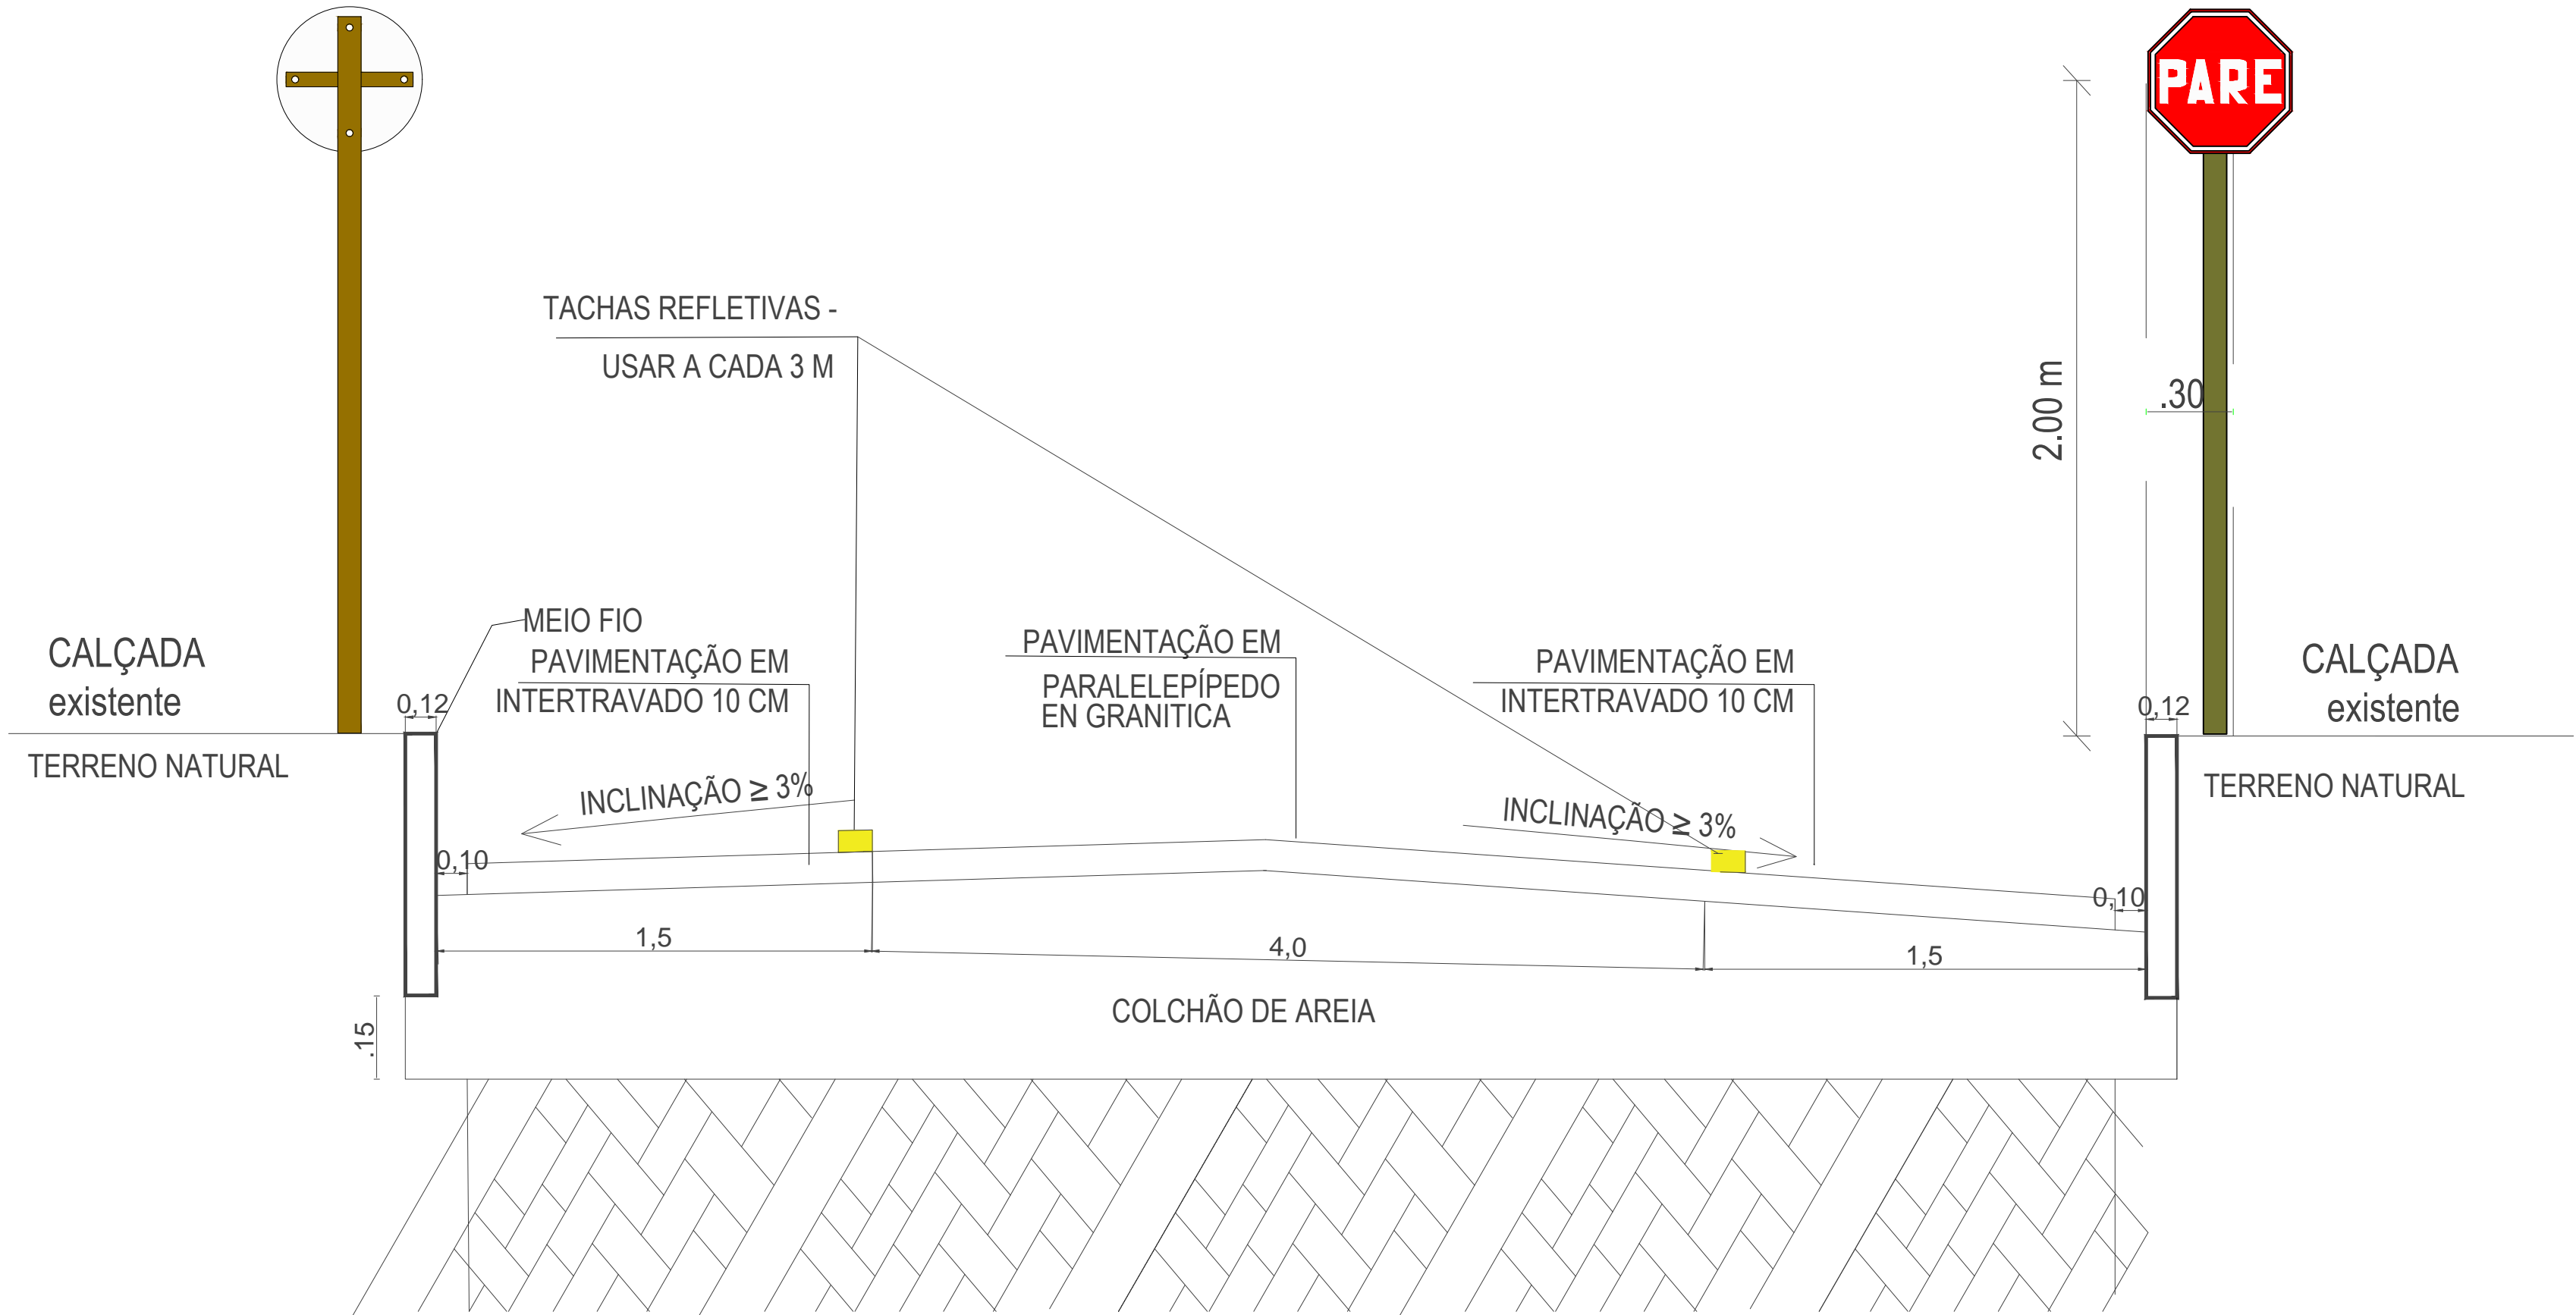 PARE
TACHAS REFLETIVAS -
USAR A CADA 3 M
2.00 m
.30
MEIO FIO
CALÇADA
existente
PAVIMENTAÇÃO EM
INTERTRAVADO 10 CM
PAVIMENTAÇÃO EM
PARALELEPÍPEDO
EN GRANITICA
PAVIMENTAÇÃO EM
INTERTRAVADO 10 CM
CALÇADA
existente
0,12
0,12
TERRENO NATURAL
TERRENO NATURAL
INCLINAÇÃO ≥ 3%
INCLINAÇÃO ≥ 3%
0,10
0,10
1,5
4,0
1,5
COLCHÃO DE AREIA
.15